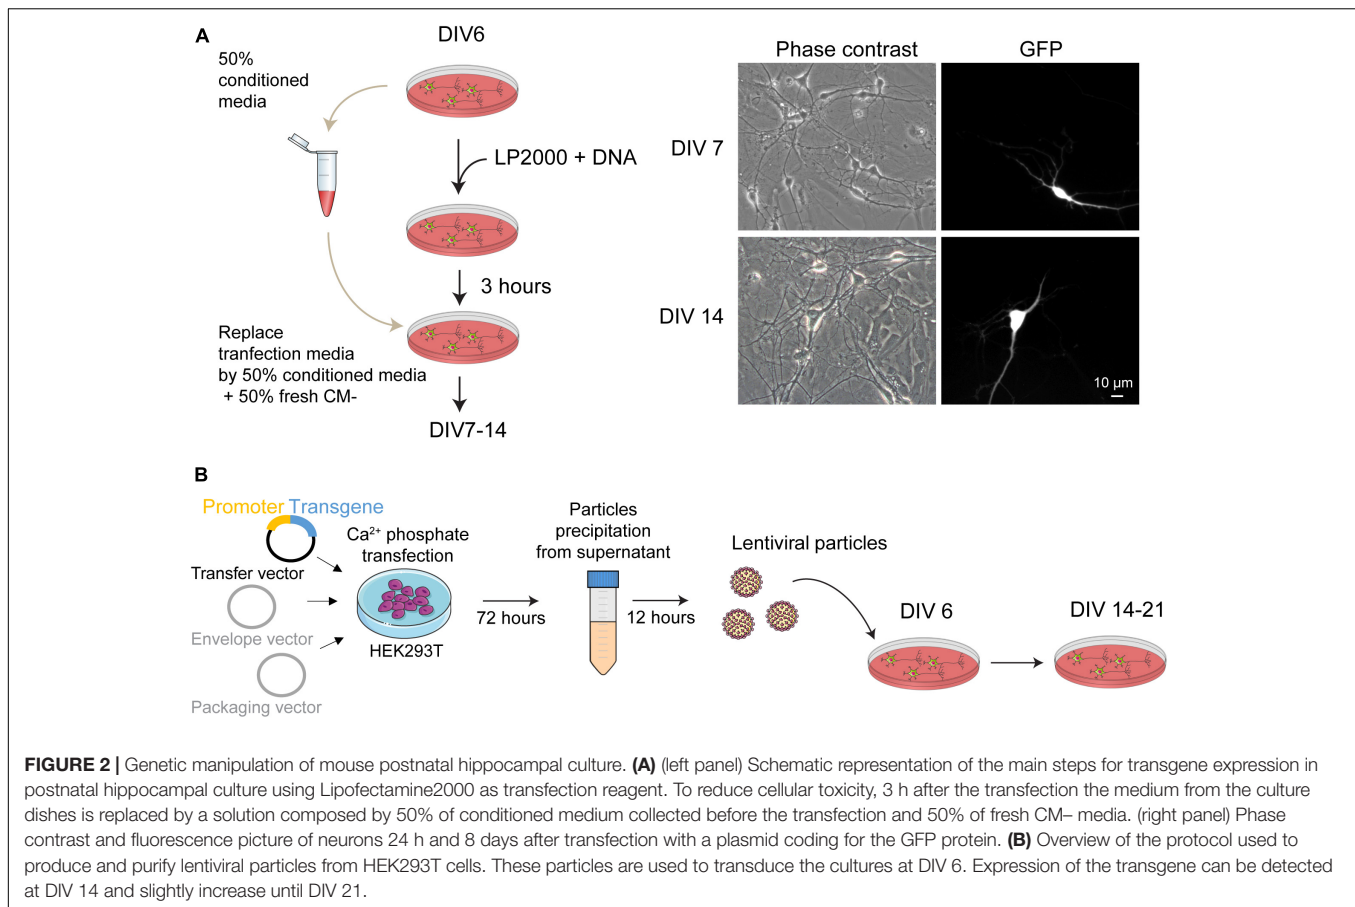 A
DIV6
50%
conditioned
media
LP2000 + DNA
3 hours
Replace
tranfection media
by 50% conditioned media
+ 50% fresh CM-
DIV7-14
Phase contrast
GFP
DIV 7
DIV 14
10 µm
B
Promoter Transgene
Transfer vector
Envelope vector
Packaging vector
Ca²⁺ phosphate
transfection
HEK293T
72 hours
Particles
precipitation
from supernatant
12 hours
Lentiviral particles
DIV 6
DIV 14-21
FIGURE 2 | Genetic manipulation of mouse postnatal hippocampal culture. (A) (left panel) Schematic representation of the main steps for transgene expression in
postnatal hippocampal culture using Lipofectamine2000 as transfection reagent. To reduce cellular toxicity, 3 h after the transfection the medium from the culture
dishes is replaced by a solution composed by 50% of conditioned medium collected before the transfection and 50% of fresh CM– media. (right panel) Phase
contrast and fluorescence picture of neurons 24 h and 8 days after transfection with a plasmid coding for the GFP protein. (B) Overview of the protocol used to
produce and purify lentiviral particles from HEK293T cells. These particles are used to transduce the cultures at DIV 6. Expression of the transgene can be detected
at DIV 14 and slightly increase until DIV 21.